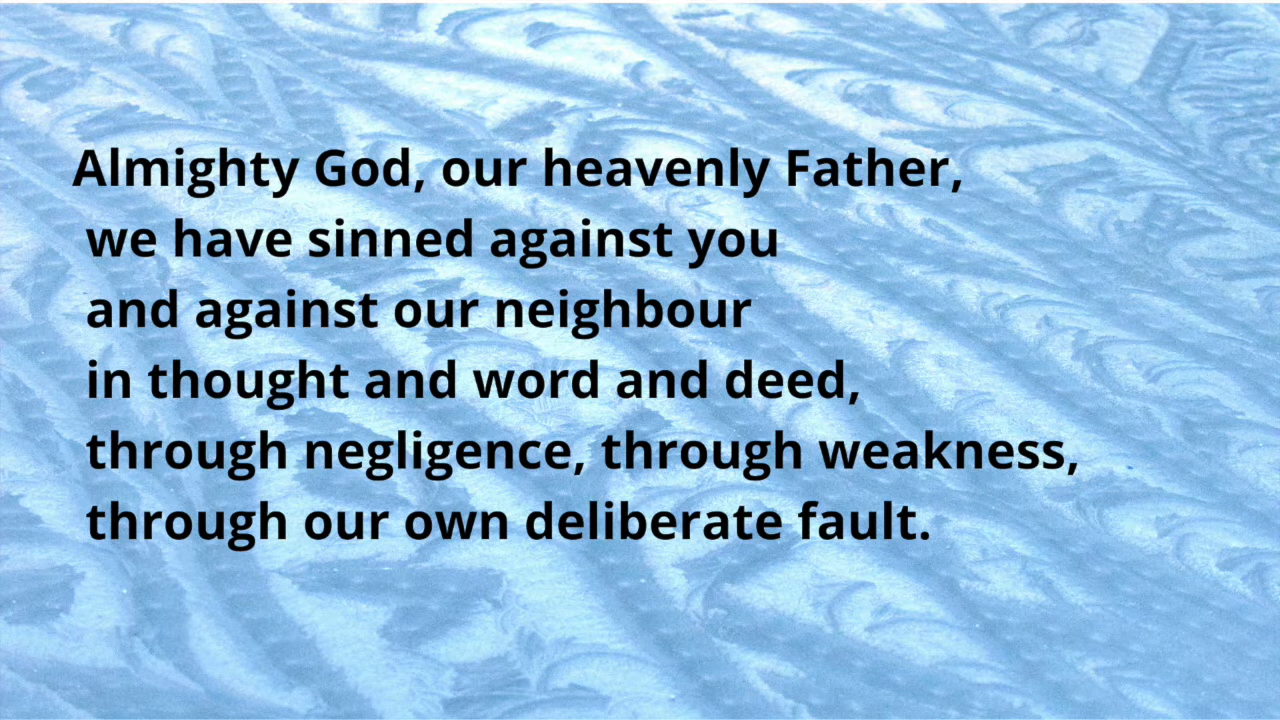 Almighty God, our heavenly Father,
we have sinned against you
and against our neighbour
in thought and word and deed,
through negligence, through weakness,
through our own deliberate fault.